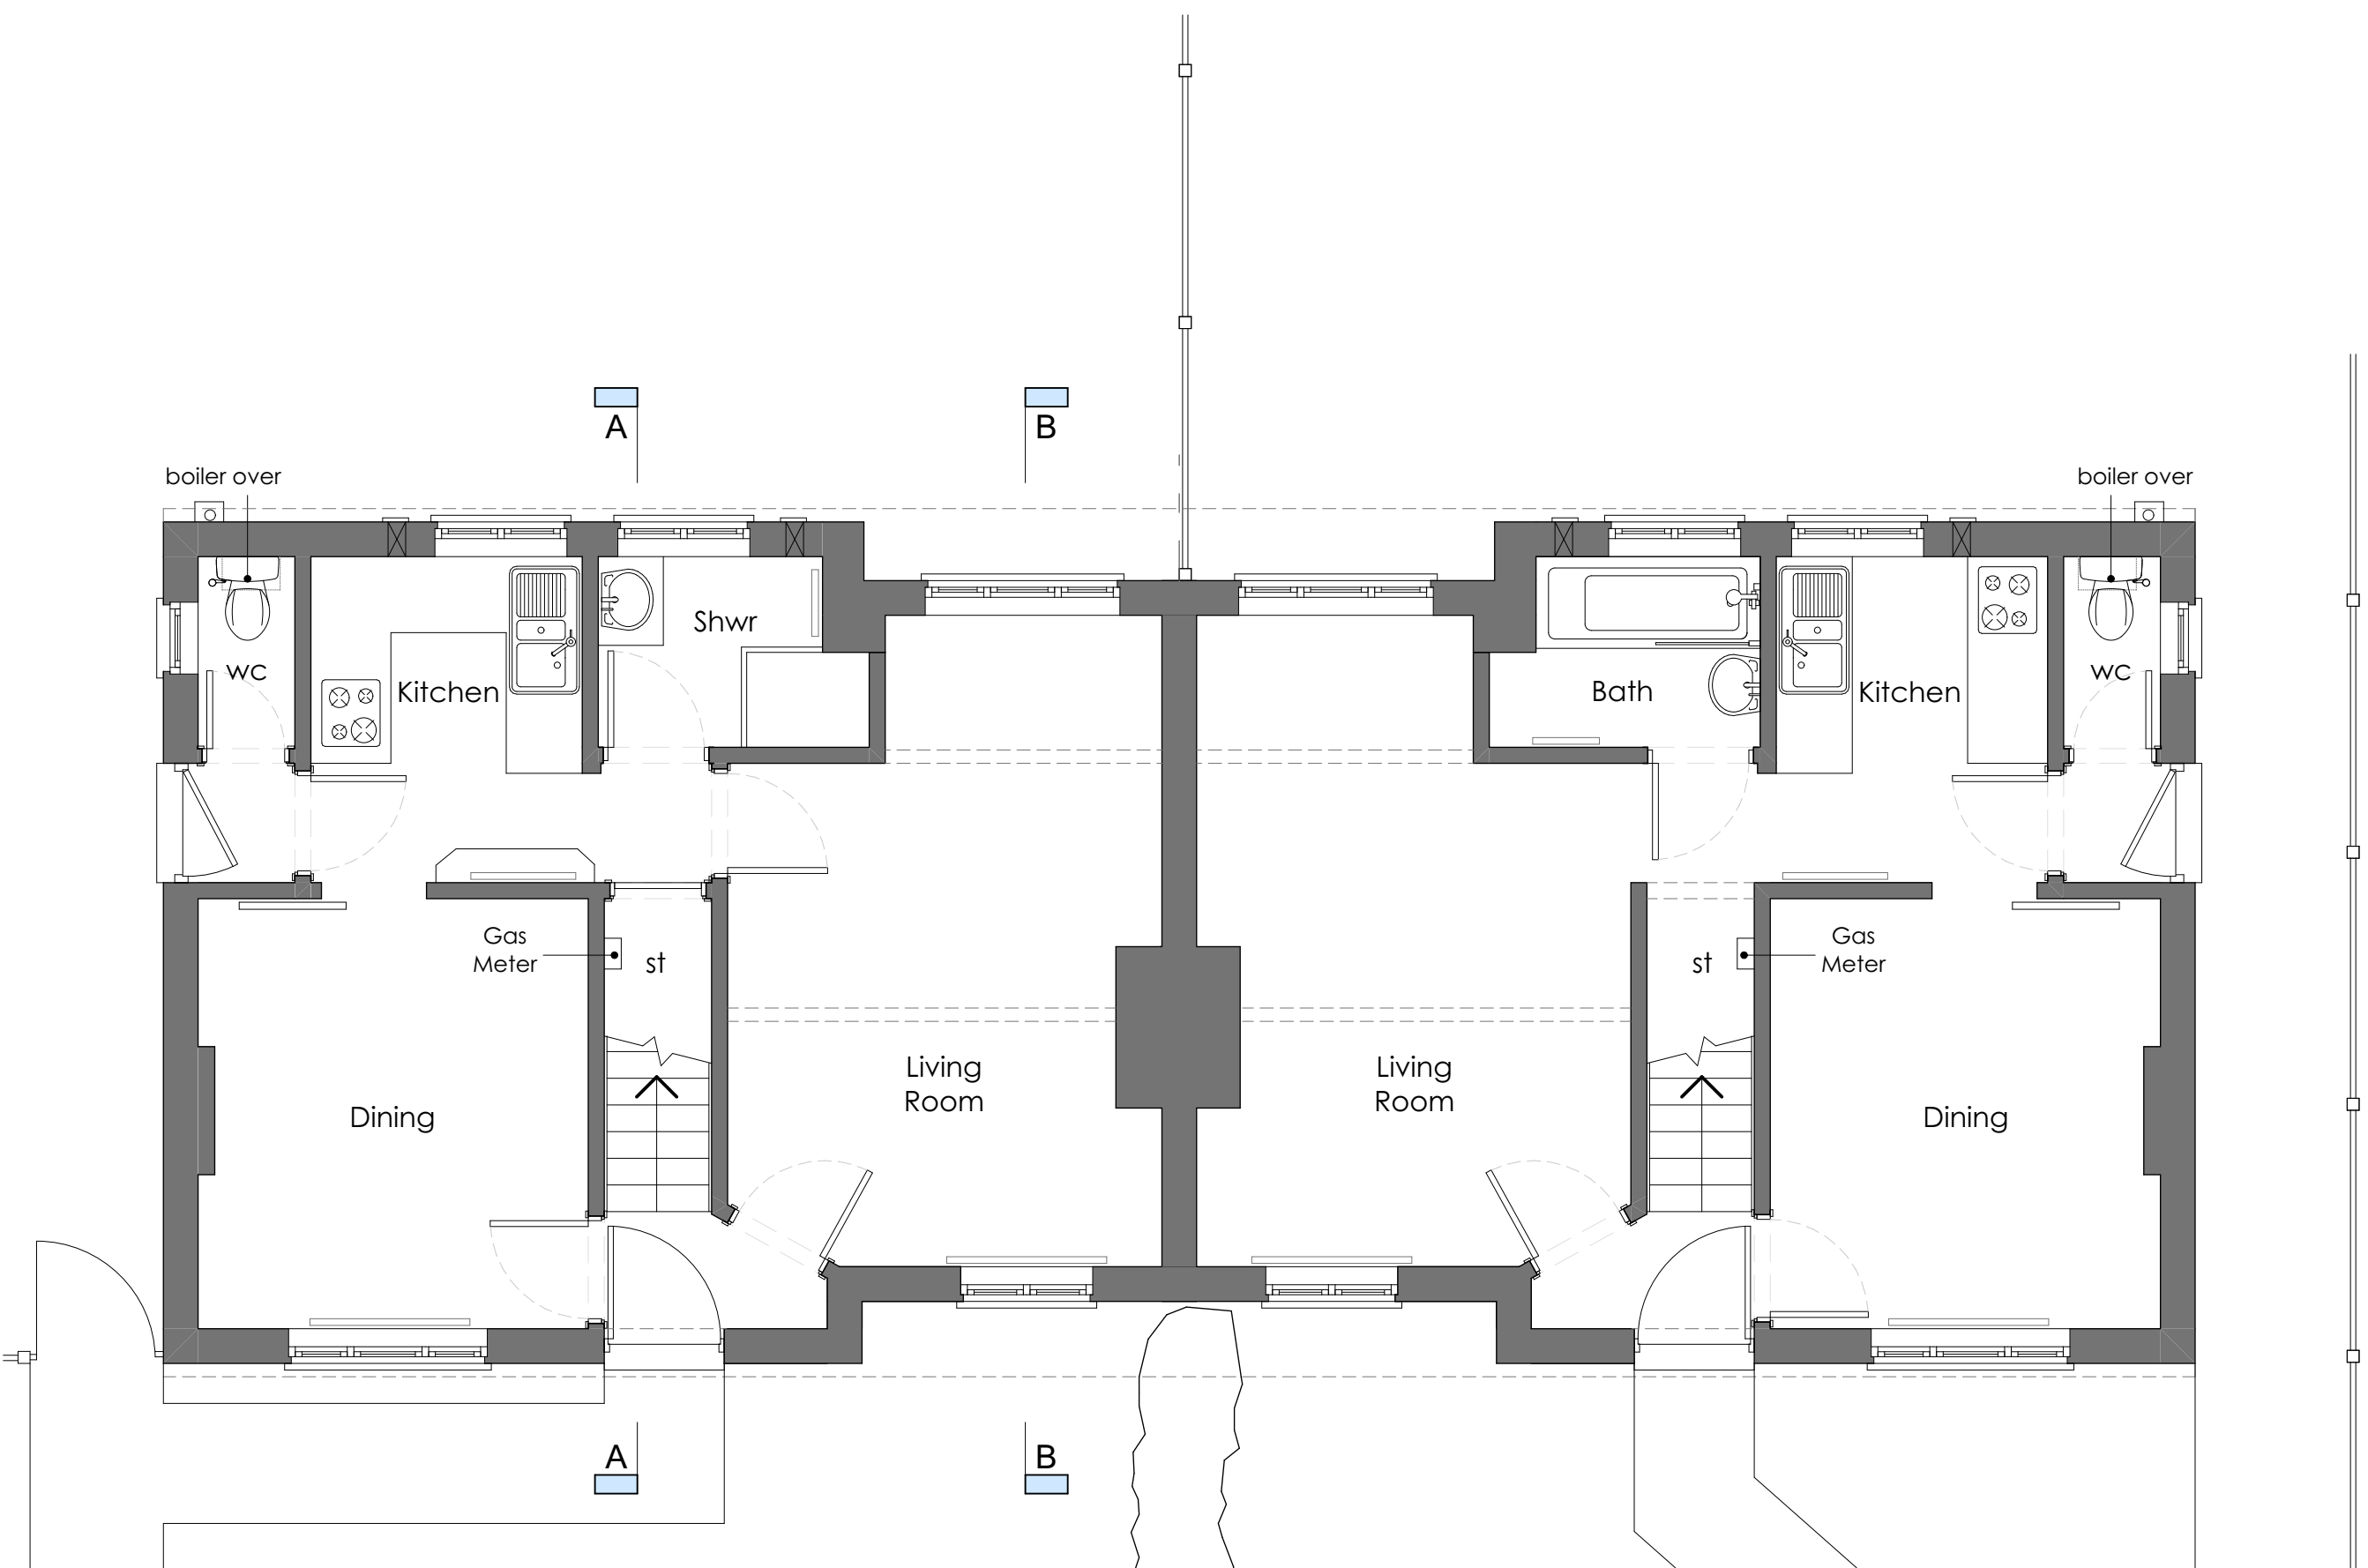 A
B
boiler over
boiler over
Shwr
wc
Kitchen
Bath
Kitchen
wc
Gas
Meter
st
st
Gas
Meter
Living
Room
Living
Room
Dining
Dining
A
B